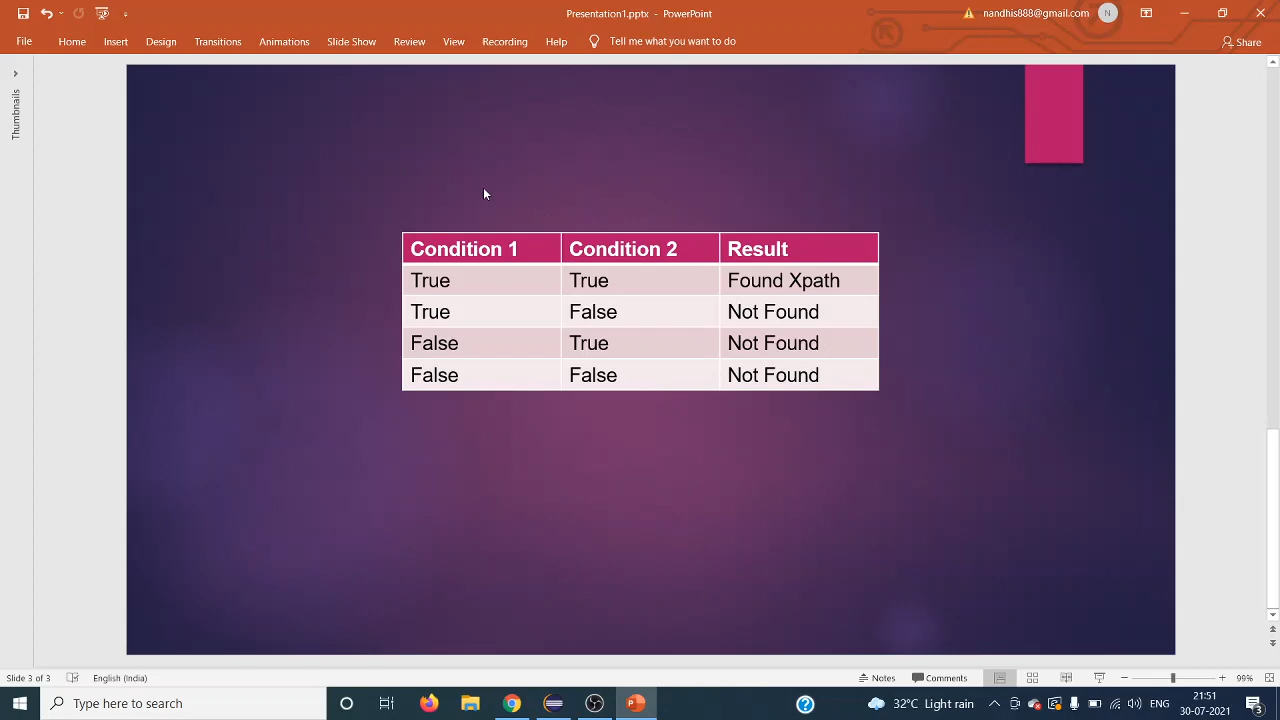 Presentation1.pptx - PowerPoint
nandhis888@gmail.com N
File Home Insert Design Transitions Animations Slide Show Review View Recording Help Tell me what you want to do Share
Thumbnails
Condition 1 Condition 2 Result
True True Found Xpath
True False Not Found
False True Not Found
False False Not Found
Slide 3 of 3 English (India) Notes Comments 99%
Type here to search 32°C Light rain ENG 21:51
30-07-2021 3